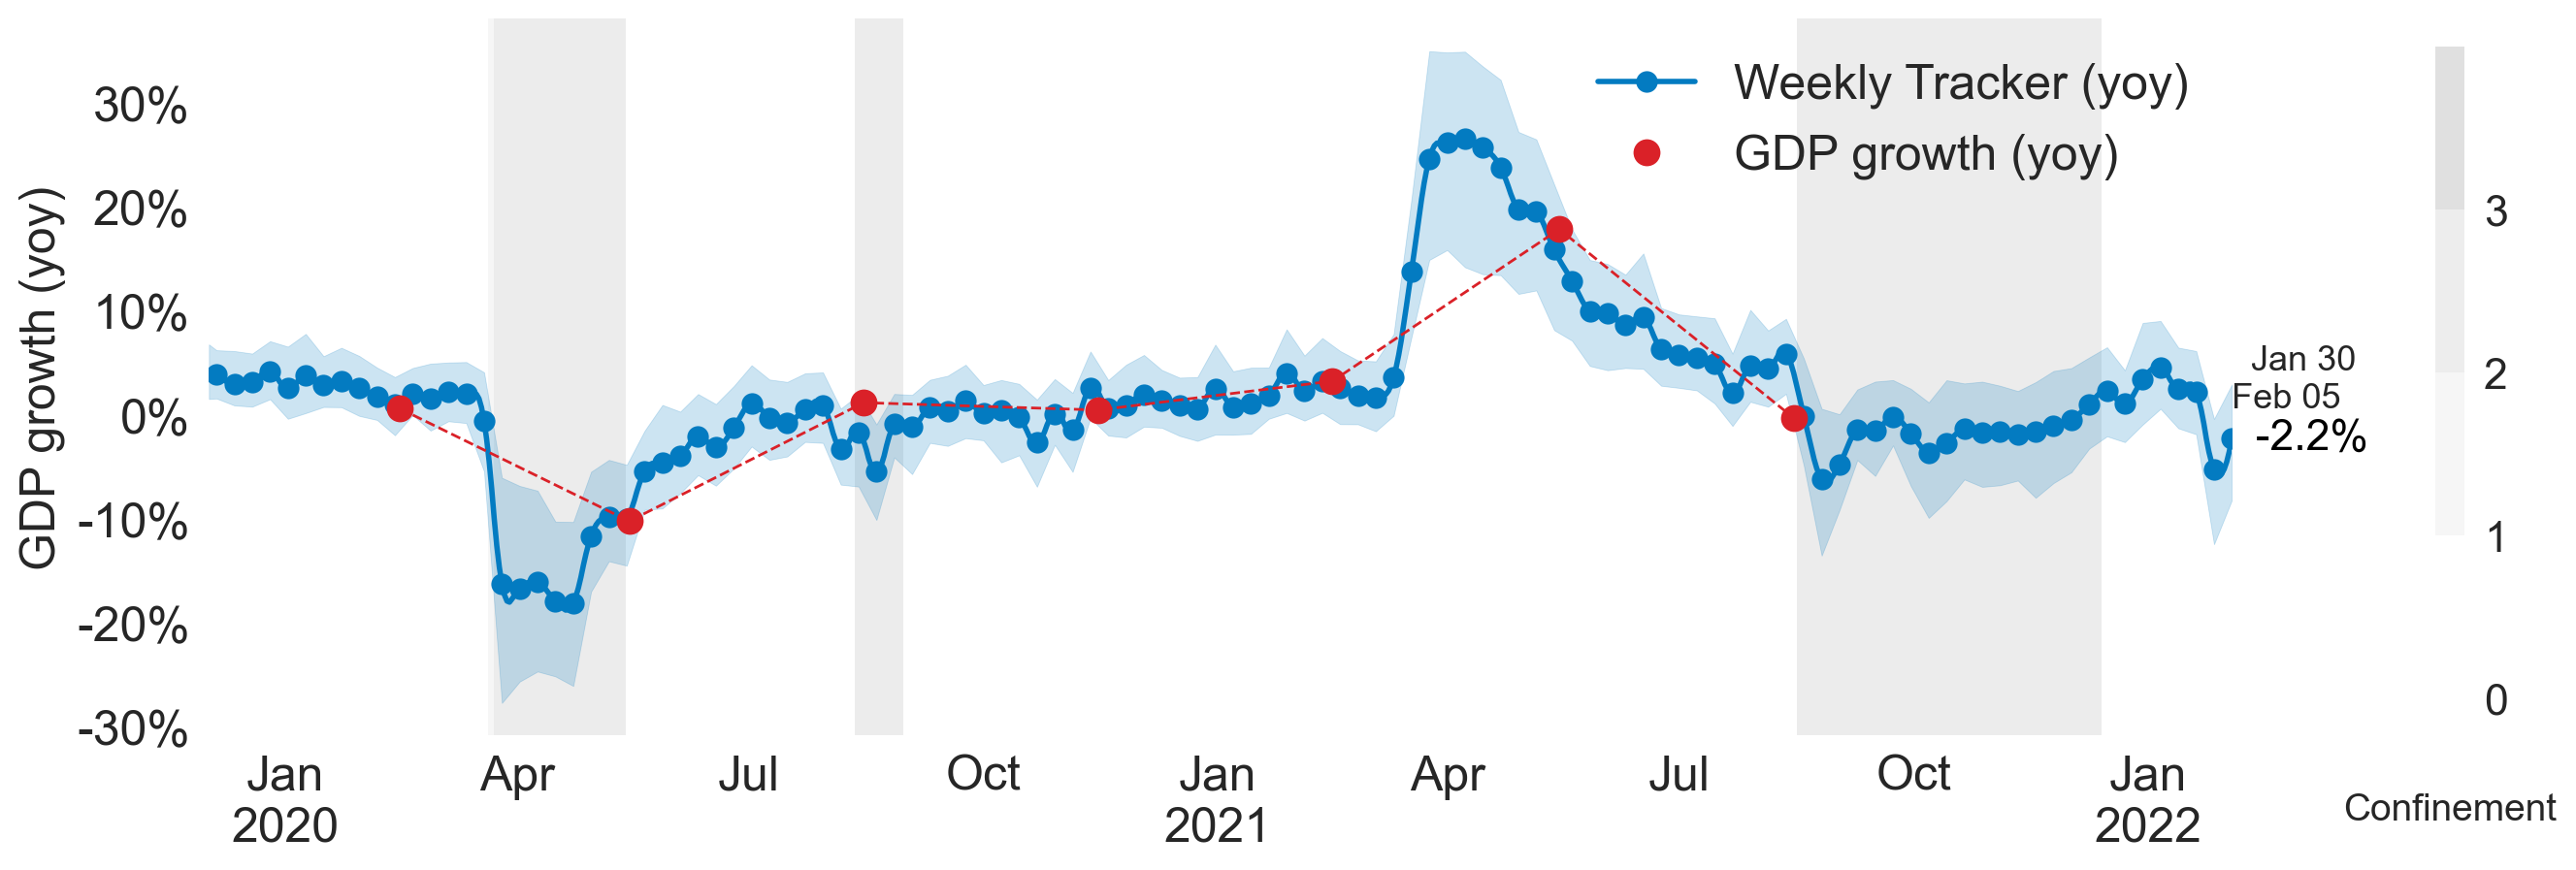 GDP growth (yoy)
30%
20%
10%
0%
-10%
-20%
-30%
Jan
2020
Apr
Jul
Oct
Jan
2021
Apr
Jul
Oct
Jan
2022
Weekly Tracker (yoy)
GDP growth (yoy)
Jan 30
Feb 05
-2.2%
3
2
1
0
Confinement